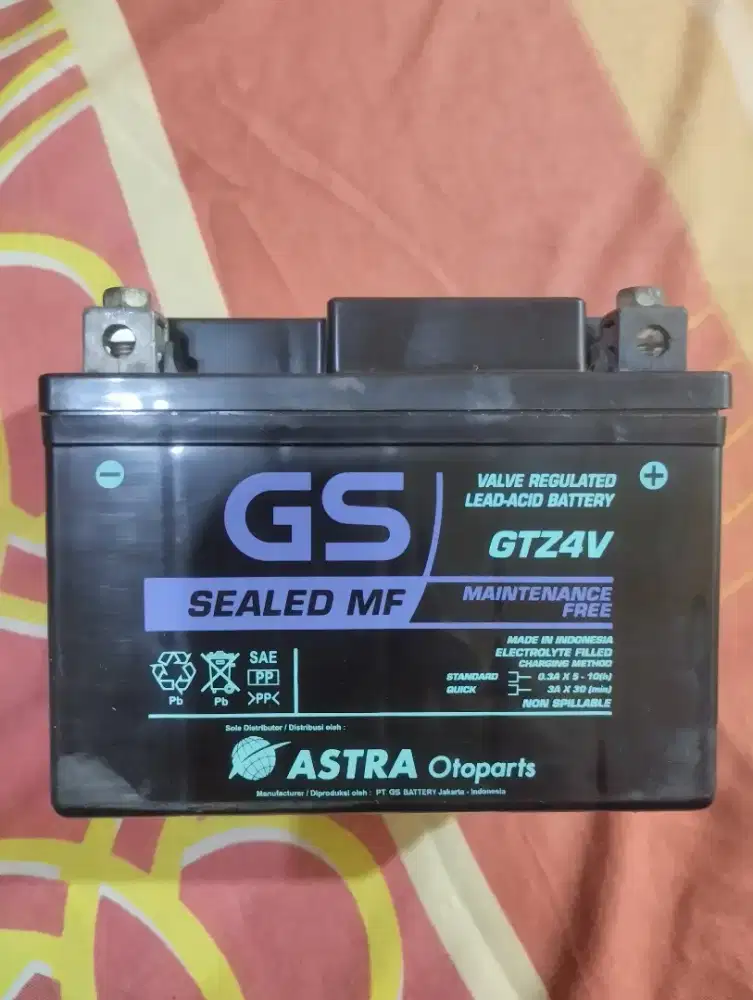 −
+
GS
VALVE REGULATED
LEAD-ACID BATTERY
GTZ4V
SEALED MF
MAINTENANCE
FREE
MADE IN INDONESIA
ELECTROLYTE FILLED
CHARGING METHOD
STANDARD 0.3A X 5 - 10(h)
QUICK 3A X 30 (min)
NON SPILLABLE
Pb
Pb
SAE
PP
>PP<
Sole Distributor / Distribusi oleh :
ASTRA Otoparts
Manufacturer / Diproduksi oleh : PT GS BATTERY Jakarta - Indonesia